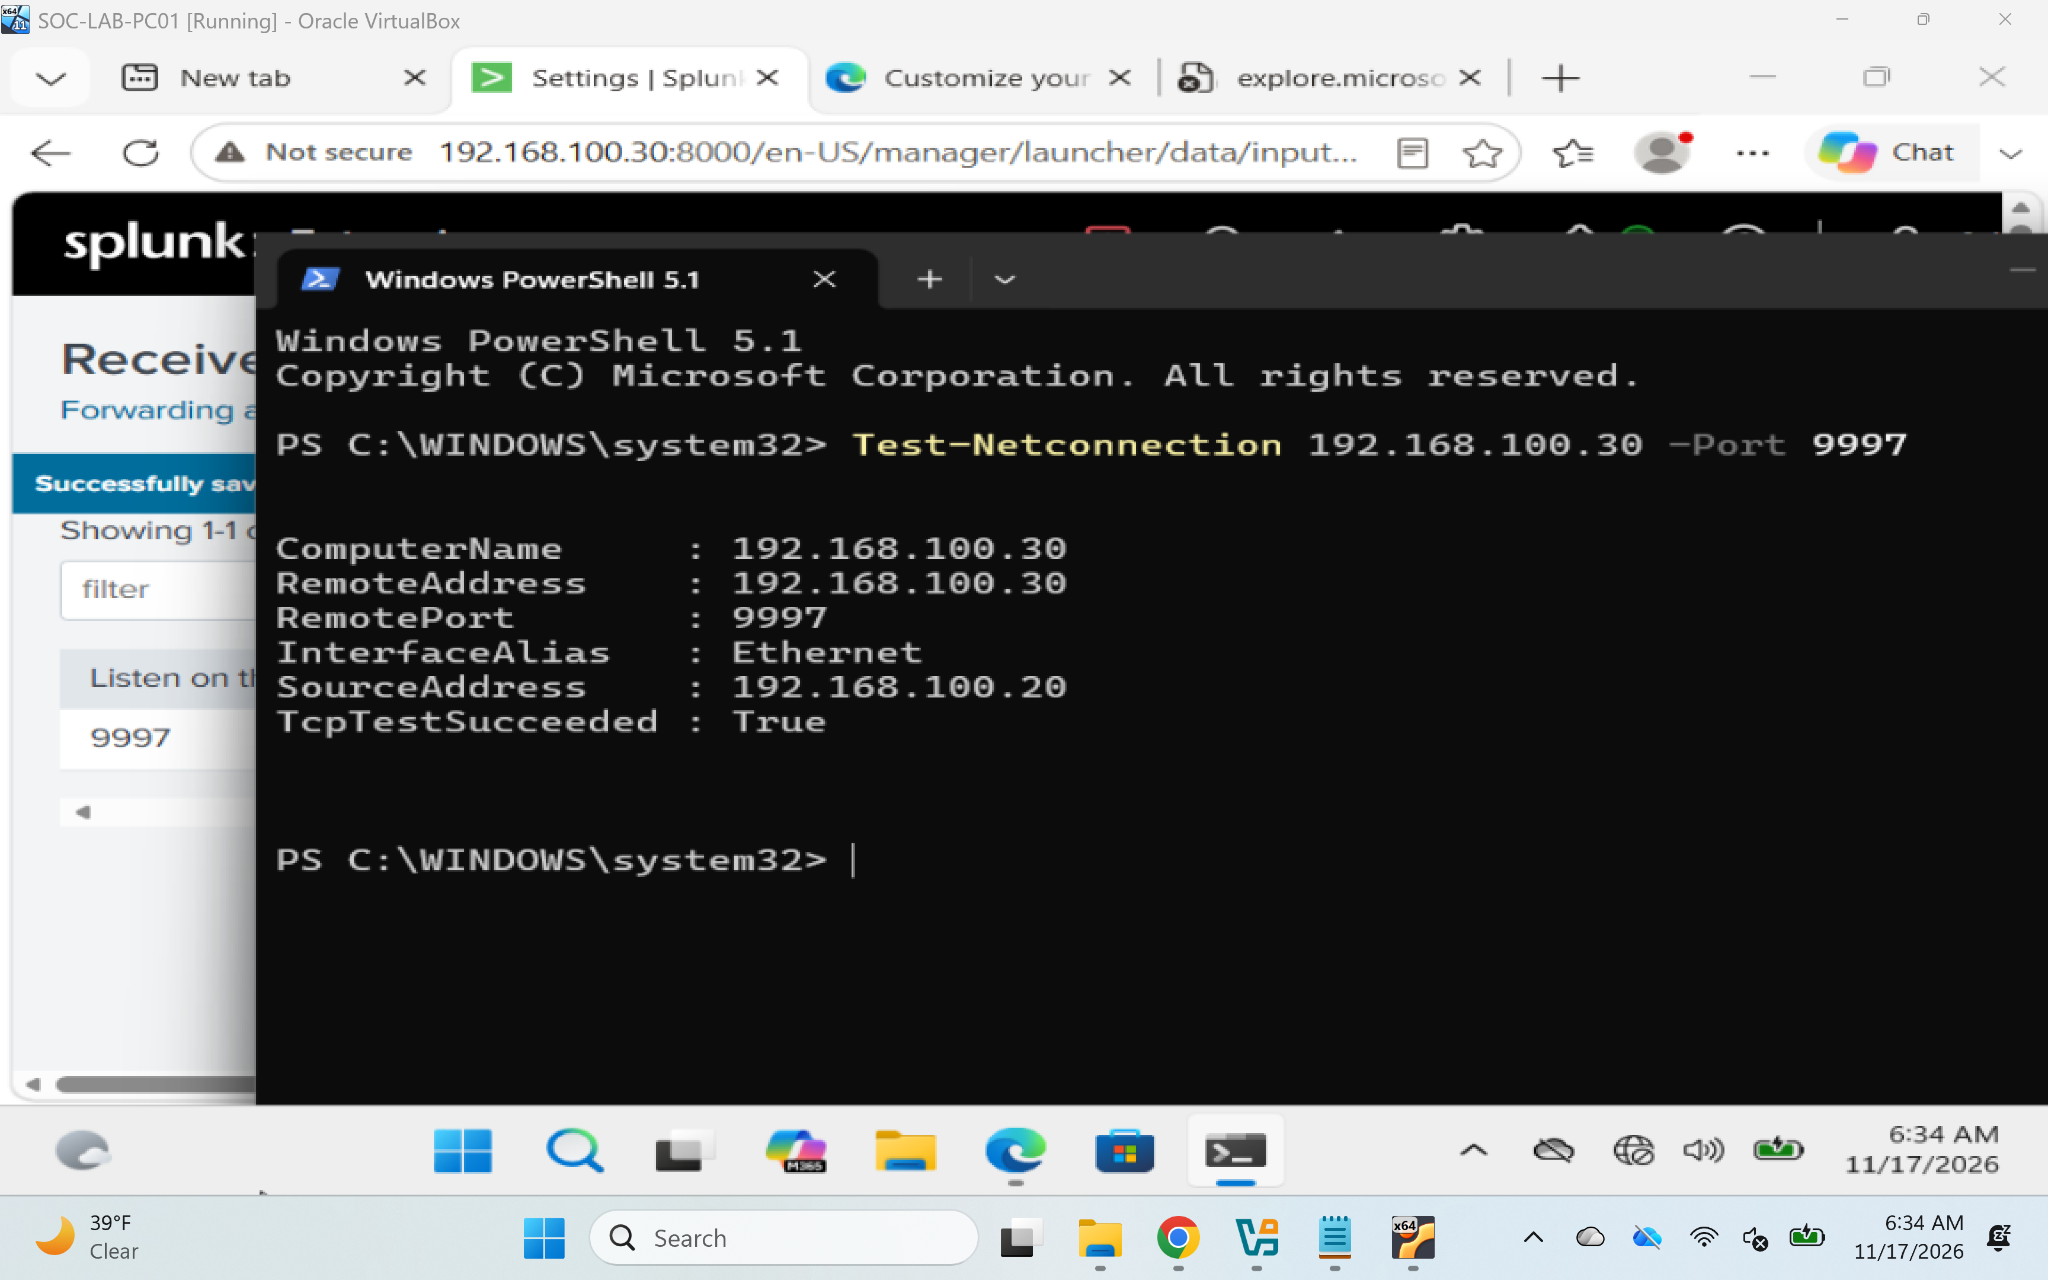 SOC-LAB-PC01 [Running] - Oracle VirtualBox
New tab
Settings | Splunk
Customize your
explore.microso
Not secure 192.168.100.30:8000/en-US/manager/launcher/data/input...
Chat
splunk
Windows PowerShell 5.1
Receive
Forwarding a
Successfully sav
Showing 1-1 o
filter
Listen on th
9997
Windows PowerShell 5.1
Copyright (C) Microsoft Corporation. All rights reserved.
PS C:\WINDOWS\system32> Test-Netconnection 192.168.100.30 -Port 9997
ComputerName : 192.168.100.30
RemoteAddress : 192.168.100.30
RemotePort : 9997
InterfaceAlias : Ethernet
SourceAddress : 192.168.100.20
TcpTestSucceeded : True
PS C:\WINDOWS\system32>
M365
6:34 AM
11/17/2026
39°F
Clear
Search
x64
6:34 AM
11/17/2026